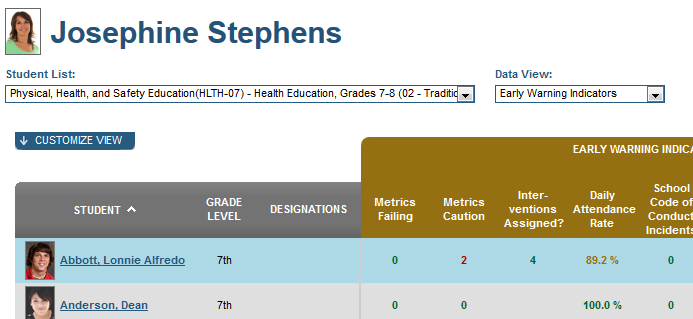 Josephine Stephens
Student List:
Data View:
Physical, Health, and Safety Education(HLTH-07) - Health Education, Grades 7-8 (02 - Traditic
Early Warning Indicators
CUSTOMIZE VIEW
EARLY WARNING INDICA
STUDENT
GRADE LEVEL
DESIGNATIONS
Metrics Failing
Metrics Caution
Inter-ventions Assigned?
Daily Attendance Rate
School Code of Conduct Incidents
Abbott, Lonnie Alfredo 7th 0 2 4 89.2 % 0
Anderson, Dean 7th 0 0 100.0 % 0